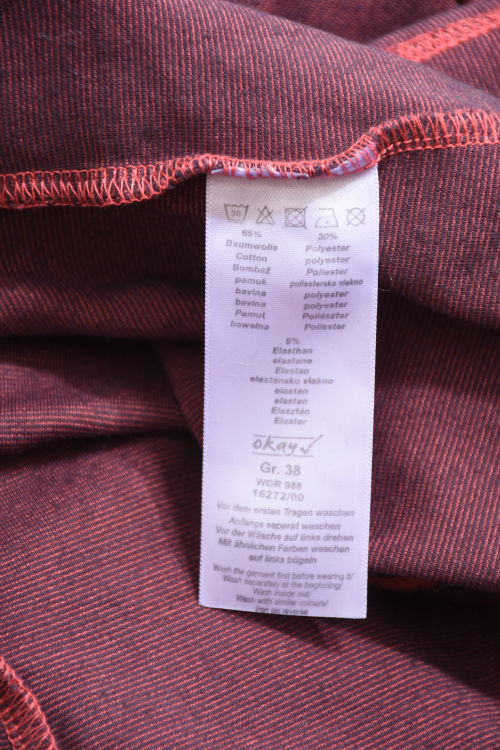 30
65% 30%
Baumwolle Polyester
Cotton polyester
Bombaž Poliester
pamuk poliestersko vlakno
bavlna polyester
bavlna polyester
Pamut Poliészter
bawełna Poliester
5%
Elasthan
elastane
Elastan
elastansko vlakno
elastan
elastan
Elasztán
Elastor
okay
Gr. 38
WGR 988
16272/00
Vor dem ersten Tragen waschen
Anfangs separat waschen
Vor der Wäsche auf links drehen
Mit ähnlichen Farben waschen
auf links bügeln
Wash the garment first before wearing it/
Wash separately at the beginning/
Wash inside out/
Wash with similar colours/
Iron on reverse